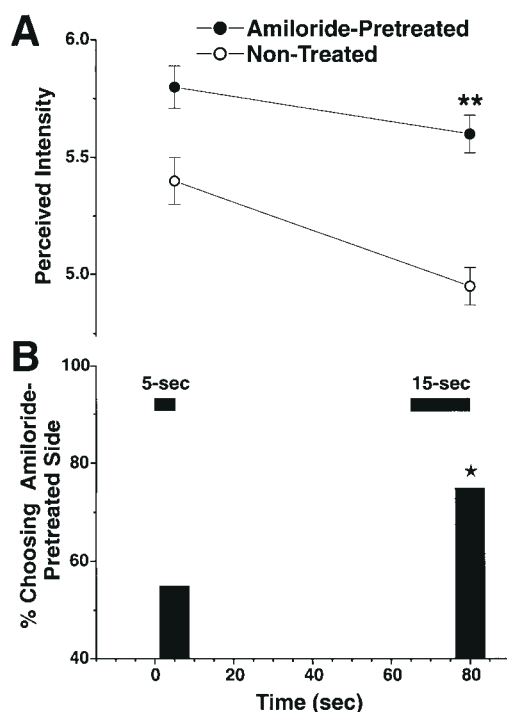 A
Amiloride-Pretreated
Non-Treated
6.0
5.5
5.0
Perceived Intensity
**
B
100
80
60
40
% Choosing Amiloride-
Pretreated Side
5-sec
15-sec
0 20 40 60 80
Time (sec)